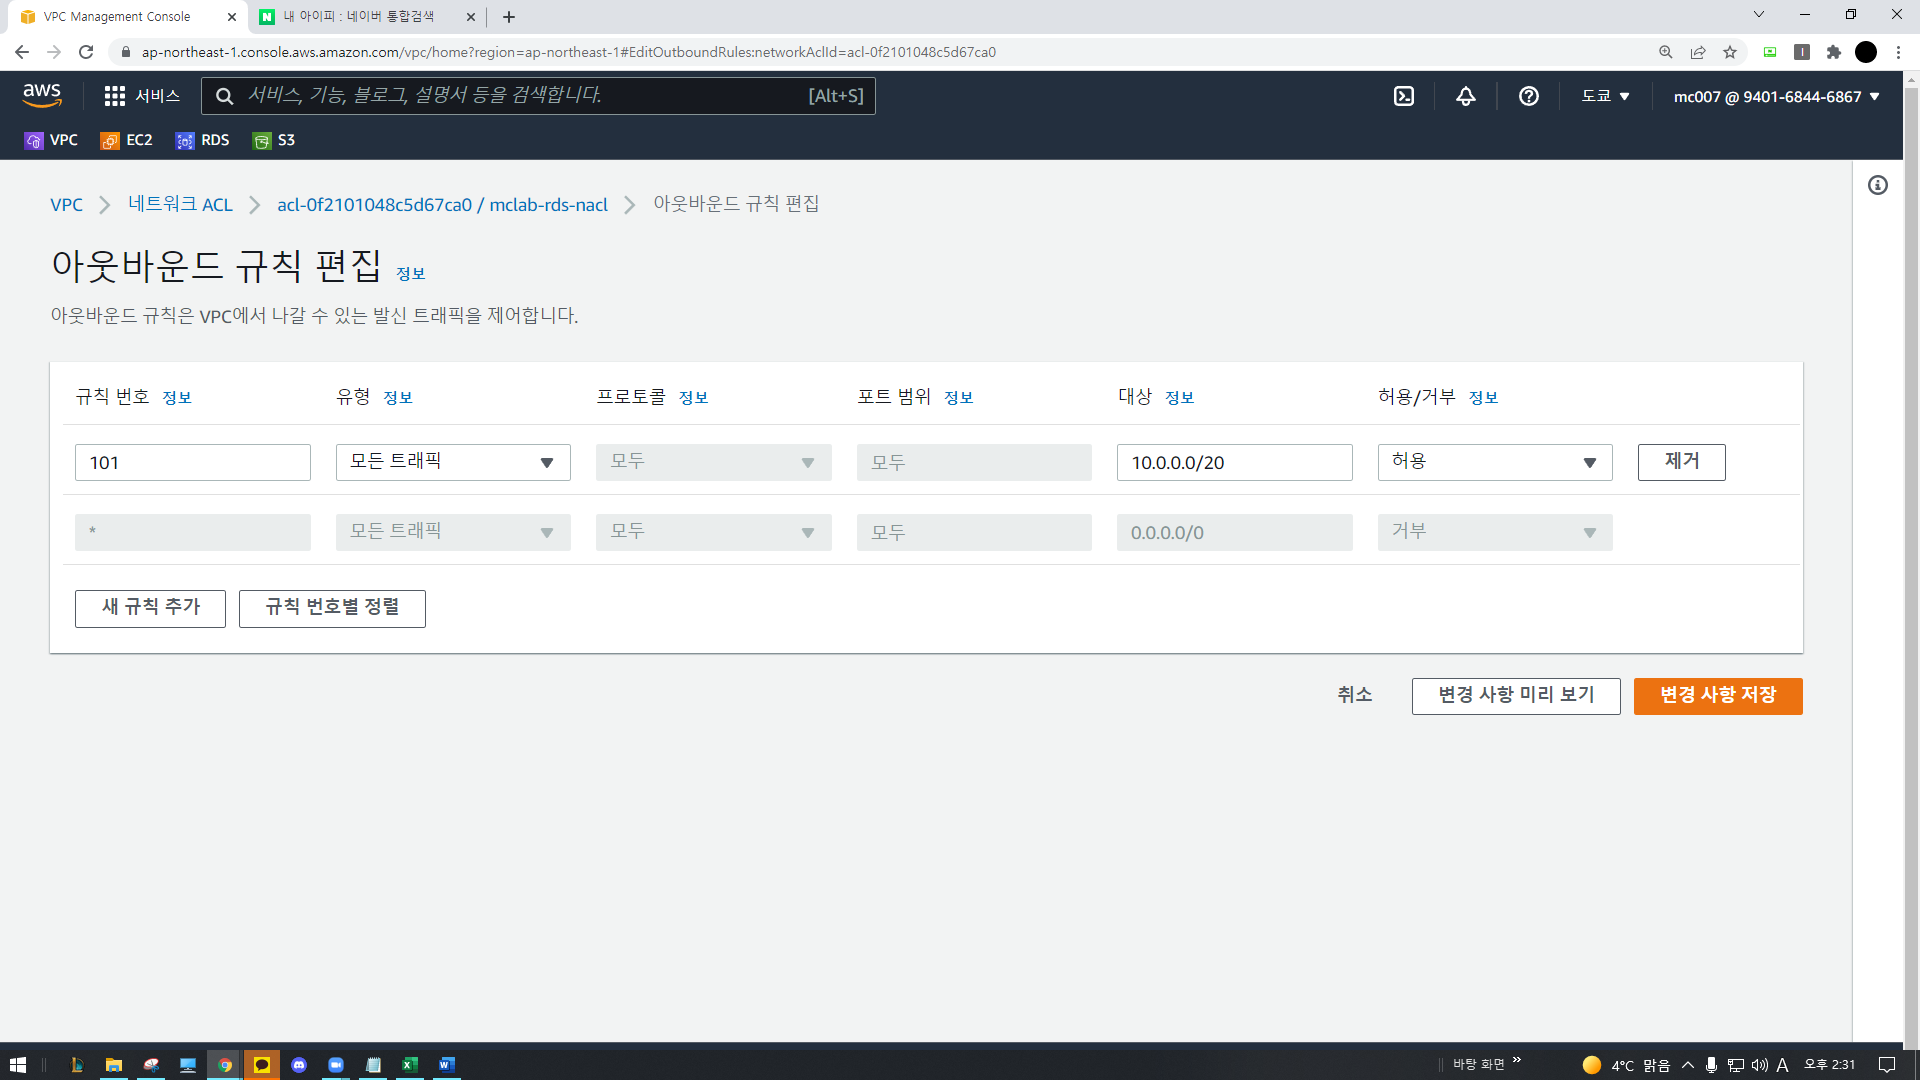 VPC Management Console
내 아이피 : 네이버 통합검색
ap-northeast-1.console.aws.amazon.com/vpc/home?region=ap-northeast-1#EditOutboundRules:networkAclId=acl-0f2101048c5d67ca0
aws
서비스
서비스, 기능, 블로그, 설명서 등을 검색합니다.
[Alt+S]
도쿄
mc007 @ 9401-6844-6867
VPC
EC2
RDS
S3
VPC
네트워크 ACL
acl-0f2101048c5d67ca0 / mclab-rds-nacl
아웃바운드 규칙 편집
아웃바운드 규칙 편집 정보
아웃바운드 규칙은 VPC에서 나갈 수 있는 발신 트래픽을 제어합니다.
규칙 번호 정보
유형 정보
프로토콜 정보
포트 범위 정보
대상 정보
허용/거부 정보
101
모든 트래픽
모두
모두
10.0.0.0/20
허용
제거
*
모든 트래픽
모두
모두
0.0.0.0/0
거부
새 규칙 추가
규칙 번호별 정렬
취소
변경 사항 미리 보기
변경 사항 저장
바탕 화면
4°C 맑음
A
오후 2:31